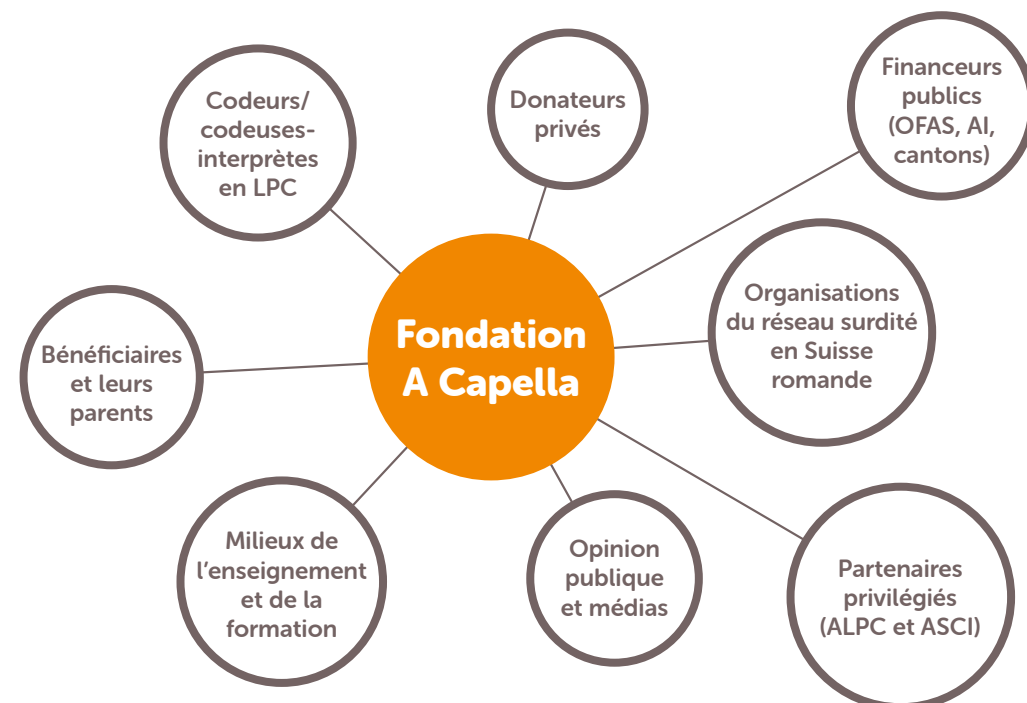 Codeurs/
codeuses-
interprètes
en LPC
Donateurs
privés
Financeurs
publics
(OFAS, AI,
cantons)
Fondation
A Capella
Organisations
du réseau surdité
en Suisse
romande
Bénéficiaires
et leurs
parents
Milieux de
l’enseignement
et de la
formation
Opinion
publique
et médias
Partenaires
privilégiés
(ALPC et ASCI)